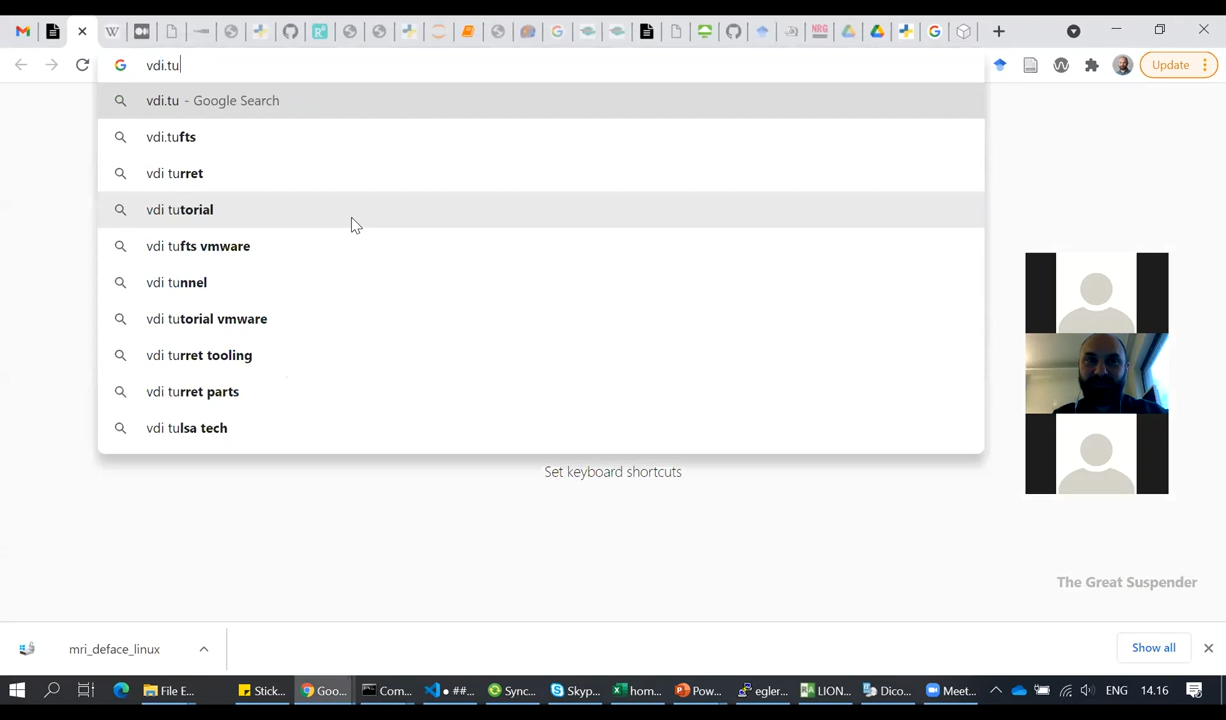 vdi.tu
Update
vdi.tu - Google Search
vdi.tufts
vdi turret
vdi tutorial
vdi tufts vmware
vdi tunnel
vdi tutorial vmware
vdi turret tooling
vdi turret parts
vdi tulsa tech
Set keyboard shortcuts
The Great Suspender
mri_deface_linux
Show all
File E...
Stick...
Goo...
Com...
● ##...
Sync...
Skyp...
hom...
Pow...
egler...
LION...
Dico...
Meet...
ENG
14.16